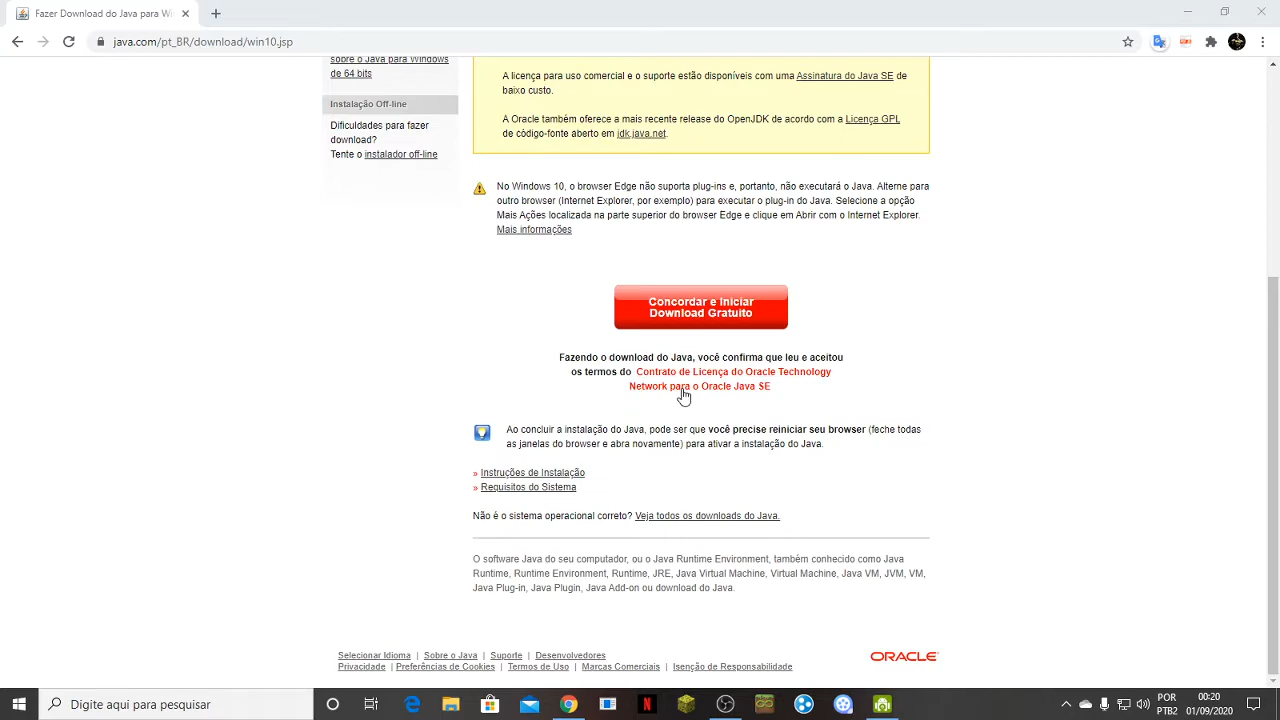 Fazer Download do Java para Wi
java.com/pt_BR/download/win10.jsp
sobre o Java para Windows
de 64 bits
Instalação Off-line
Dificuldades para fazer
download?
Tente o instalador off-line
A licença para uso comercial e o suporte estão disponíveis com uma Assinatura do Java SE de
baixo custo.
A Oracle também oferece a mais recente release do OpenJDK de acordo com a Licença GPL
de código-fonte aberto em jdk.java.net.
No Windows 10, o browser Edge não suporta plug-ins e, portanto, não executará o Java. Alterne para
outro browser (Internet Explorer, por exemplo) para executar o plug-in do Java. Selecione a opção
Mais Ações localizada na parte superior do browser Edge e clique em Abrir com o Internet Explorer.
Mais informações
Concordar e Iniciar
Download Gratuito
Fazendo o download do Java, você confirma que leu e aceitou
os termos do Contrato de Licença do Oracle Technology
Network para o Oracle Java SE
Ao concluir a instalação do Java, pode ser que você precise reiniciar seu browser (feche todas
as janelas do browser e abra novamente) para ativar a instalação do Java.
» Instruções de Instalação
» Requisitos do Sistema
Não é o sistema operacional correto? Veja todos os downloads do Java.
O software Java do seu computador, ou o Java Runtime Environment, também conhecido como Java
Runtime, Runtime Environment, Runtime, JRE, Java Virtual Machine, Virtual Machine, Java VM, JVM, VM,
Java Plug-in, Java Plugin, Java Add-on ou download do Java.
Selecionar Idioma | Sobre o Java | Suporte | Desenvolvedores
Privacidade | Preferências de Cookies | Termos de Uso | Marcas Comerciais | Isenção de Responsabilidade
ORACLE
Digite aqui para pesquisar
POR
PTB2
00:20
01/09/2020